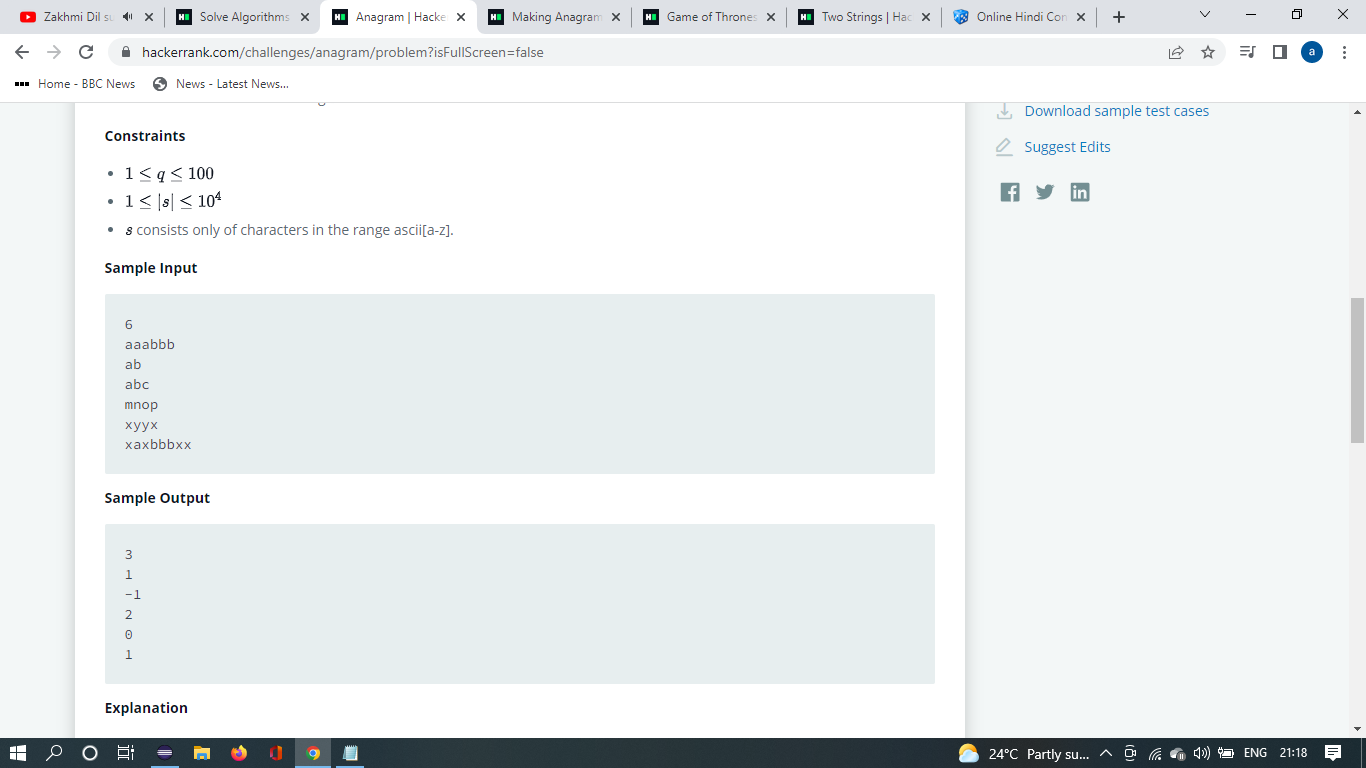 Zakhmi Dil su
Solve Algorithms
Anagram | Hacke
Making Anagram
Game of Thrones
Two Strings | Hac
Online Hindi Con
hackerrank.com/challenges/anagram/problem?isFullScreen=false
a
Home - BBC News
News - Latest News...
Download sample test cases
Suggest Edits
Constraints
1 ≤ q ≤ 100
1 ≤ |s| ≤ 10⁴
s consists only of characters in the range ascii[a-z].
Sample Input
6
aaabbb
ab
abc
mnop
xyyx
xaxbbbxx
Sample Output
3
1
-1
2
0
1
Explanation
24°C Partly su...
ENG
21:18